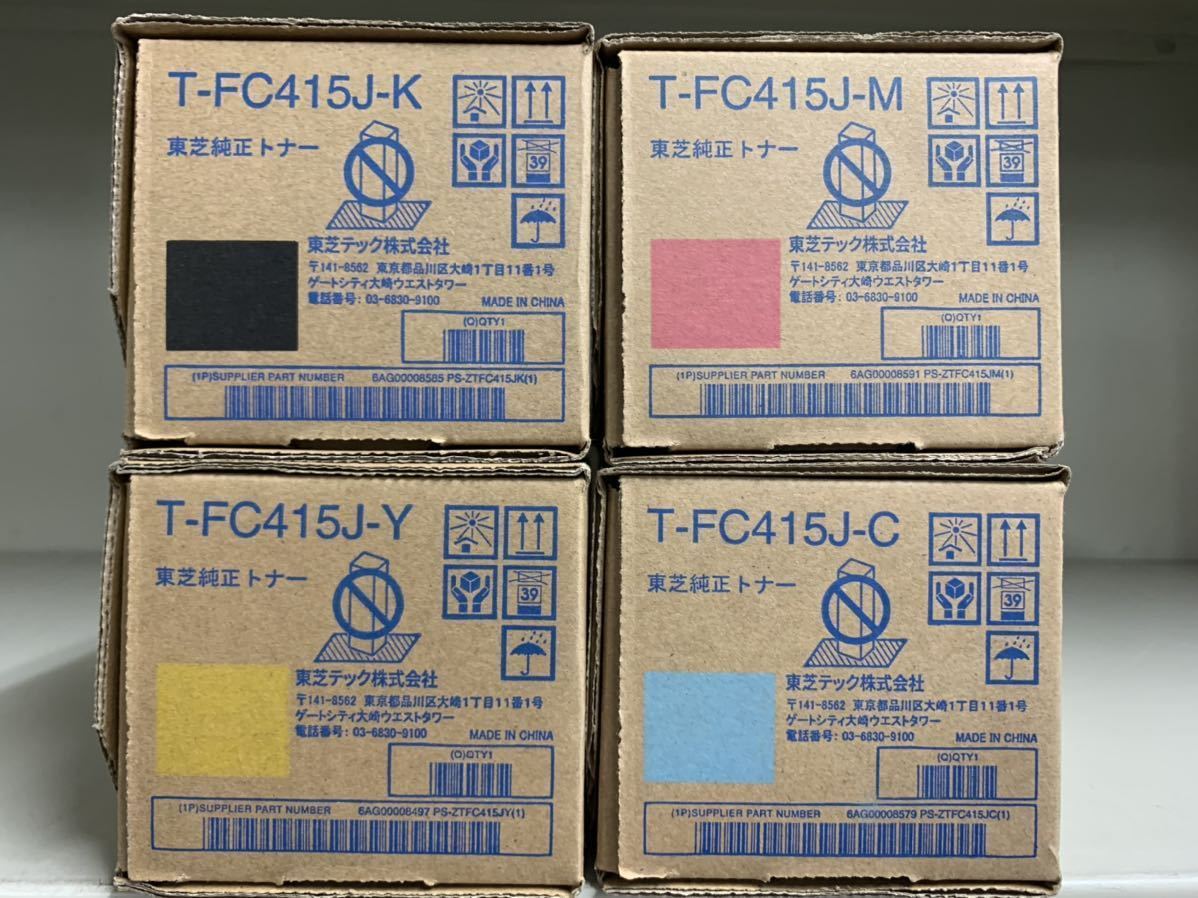 T-FC415J-K
東芝純正トナー
39
東芝テック株式会社
〒141-8562 東京都品川区大崎1丁目11番1号
ゲートシティ大崎ウエストタワー
電話番号: 03-6830-9100
MADE IN CHINA
(Q)QTY1
(1P)SUPPLIER PART NUMBER 6AG00008585 PS-ZTFC415JK(1)
T-FC415J-M
東芝純正トナー
39
東芝テック株式会社
〒141-8562 東京都品川区大崎1丁目11番1号
ゲートシティ大崎ウエストタワー
電話番号: 03-6830-9100
MADE IN CHINA
(Q)QTY1
(1P)SUPPLIER PART NUMBER 6AG00008591 PS-ZTFC415JM(1)
T-FC415J-Y
東芝純正トナー
39
東芝テック株式会社
〒141-8562 東京都品川区大崎1丁目11番1号
ゲートシティ大崎ウエストタワー
電話番号: 03-6830-9100
MADE IN CHINA
(Q)QTY1
(1P)SUPPLIER PART NUMBER 6AG00008497 PS-ZTFC415JY(1)
T-FC415J-C
東芝純正トナー
39
東芝テック株式会社
〒141-8562 東京都品川区大崎1丁目11番1号
ゲートシティ大崎ウエストタワー
電話番号: 03-6830-9100
MADE IN CHINA
(Q)QTY1
(1P)SUPPLIER PART NUMBER 6AG00008579 PS-ZTFC415JC(1)